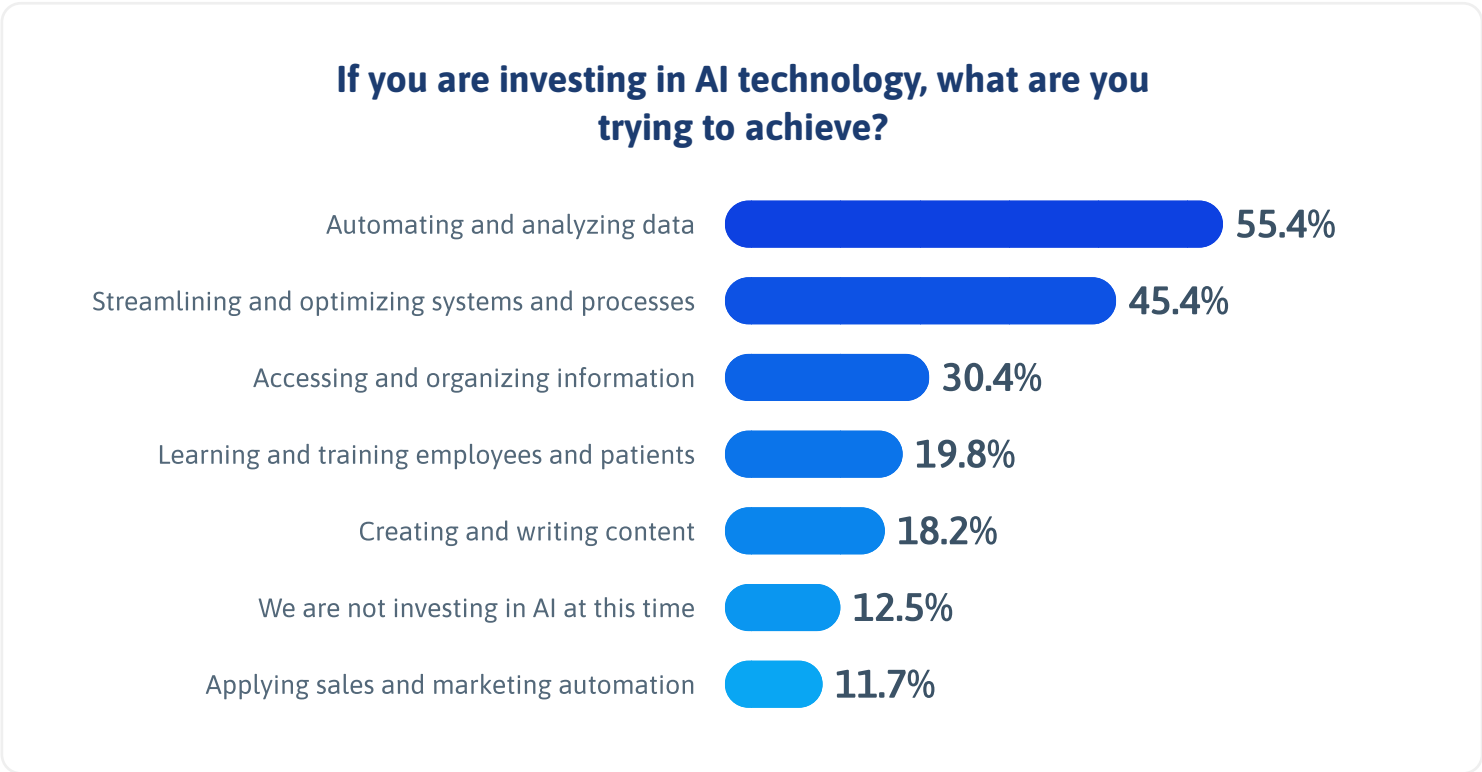 If you are investing in AI technology, what are you
trying to achieve?
Automating and analyzing data 55.4%
Streamlining and optimizing systems and processes 45.4%
Accessing and organizing information 30.4%
Learning and training employees and patients 19.8%
Creating and writing content 18.2%
We are not investing in AI at this time 12.5%
Applying sales and marketing automation 11.7%